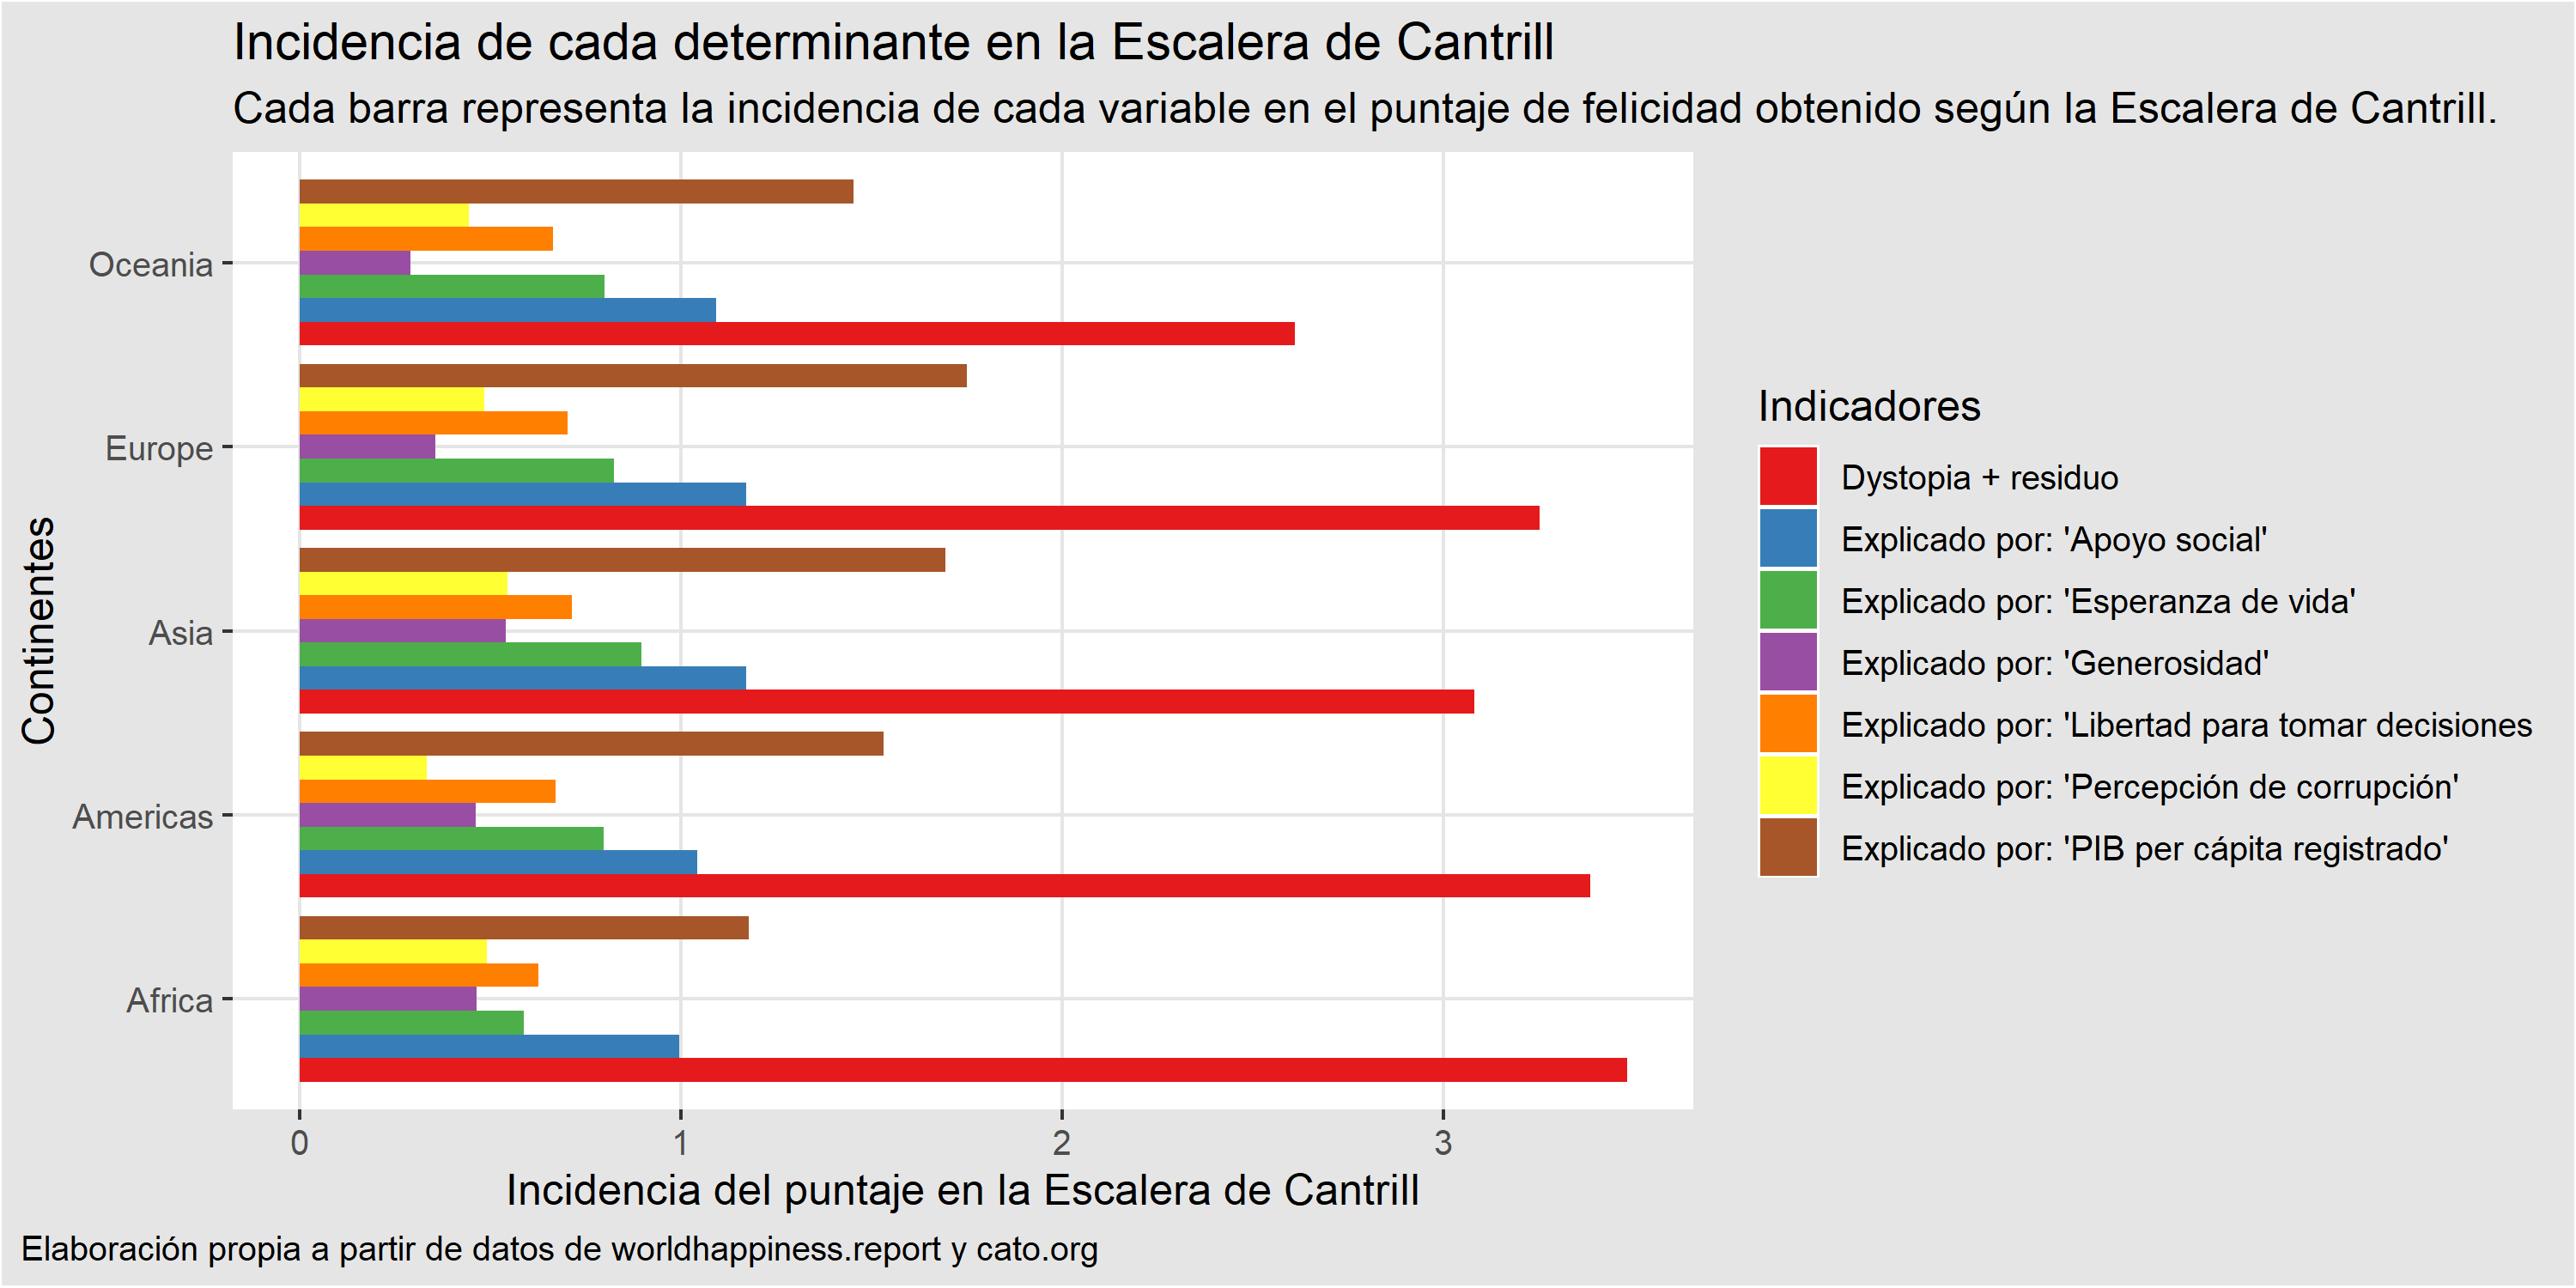 Incidencia de cada determinante en la Escalera de Cantrill
Cada barra representa la incidencia de cada variable en el puntaje de felicidad obtenido según la Escalera de Cantrill.
Continentes
Oceania
Europe
Asia
Americas
Africa
0 1 2 3
Incidencia del puntaje en la Escalera de Cantrill
Indicadores
Dystopia + residuo
Explicado por: 'Apoyo social'
Explicado por: 'Esperanza de vida'
Explicado por: 'Generosidad'
Explicado por: 'Libertad para tomar decisiones
Explicado por: 'Percepción de corrupción'
Explicado por: 'PIB per cápita registrado'
Elaboración propia a partir de datos de worldhappiness.report y cato.org